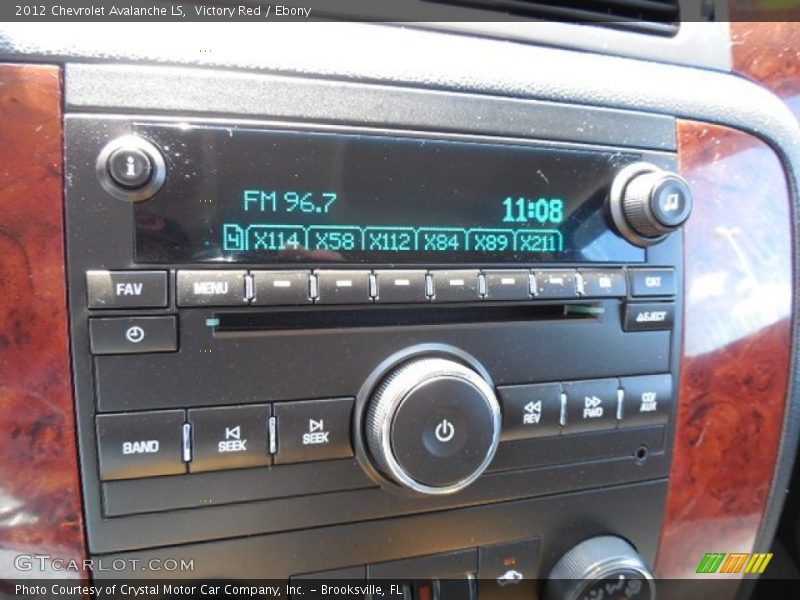 2012 Chevrolet Avalanche LS, Victory Red / Ebony
i
FM 96.7
11:08
4 X114 X58 X112 X84 X89 X211
FAV
MENU
CAT
EJECT
BAND
SEEK
SEEK
REV
FWD
CD/
AUX
GTCarLot.com
Photo Courtesy of Crystal Motor Car Company, Inc. – Brooksville, FL